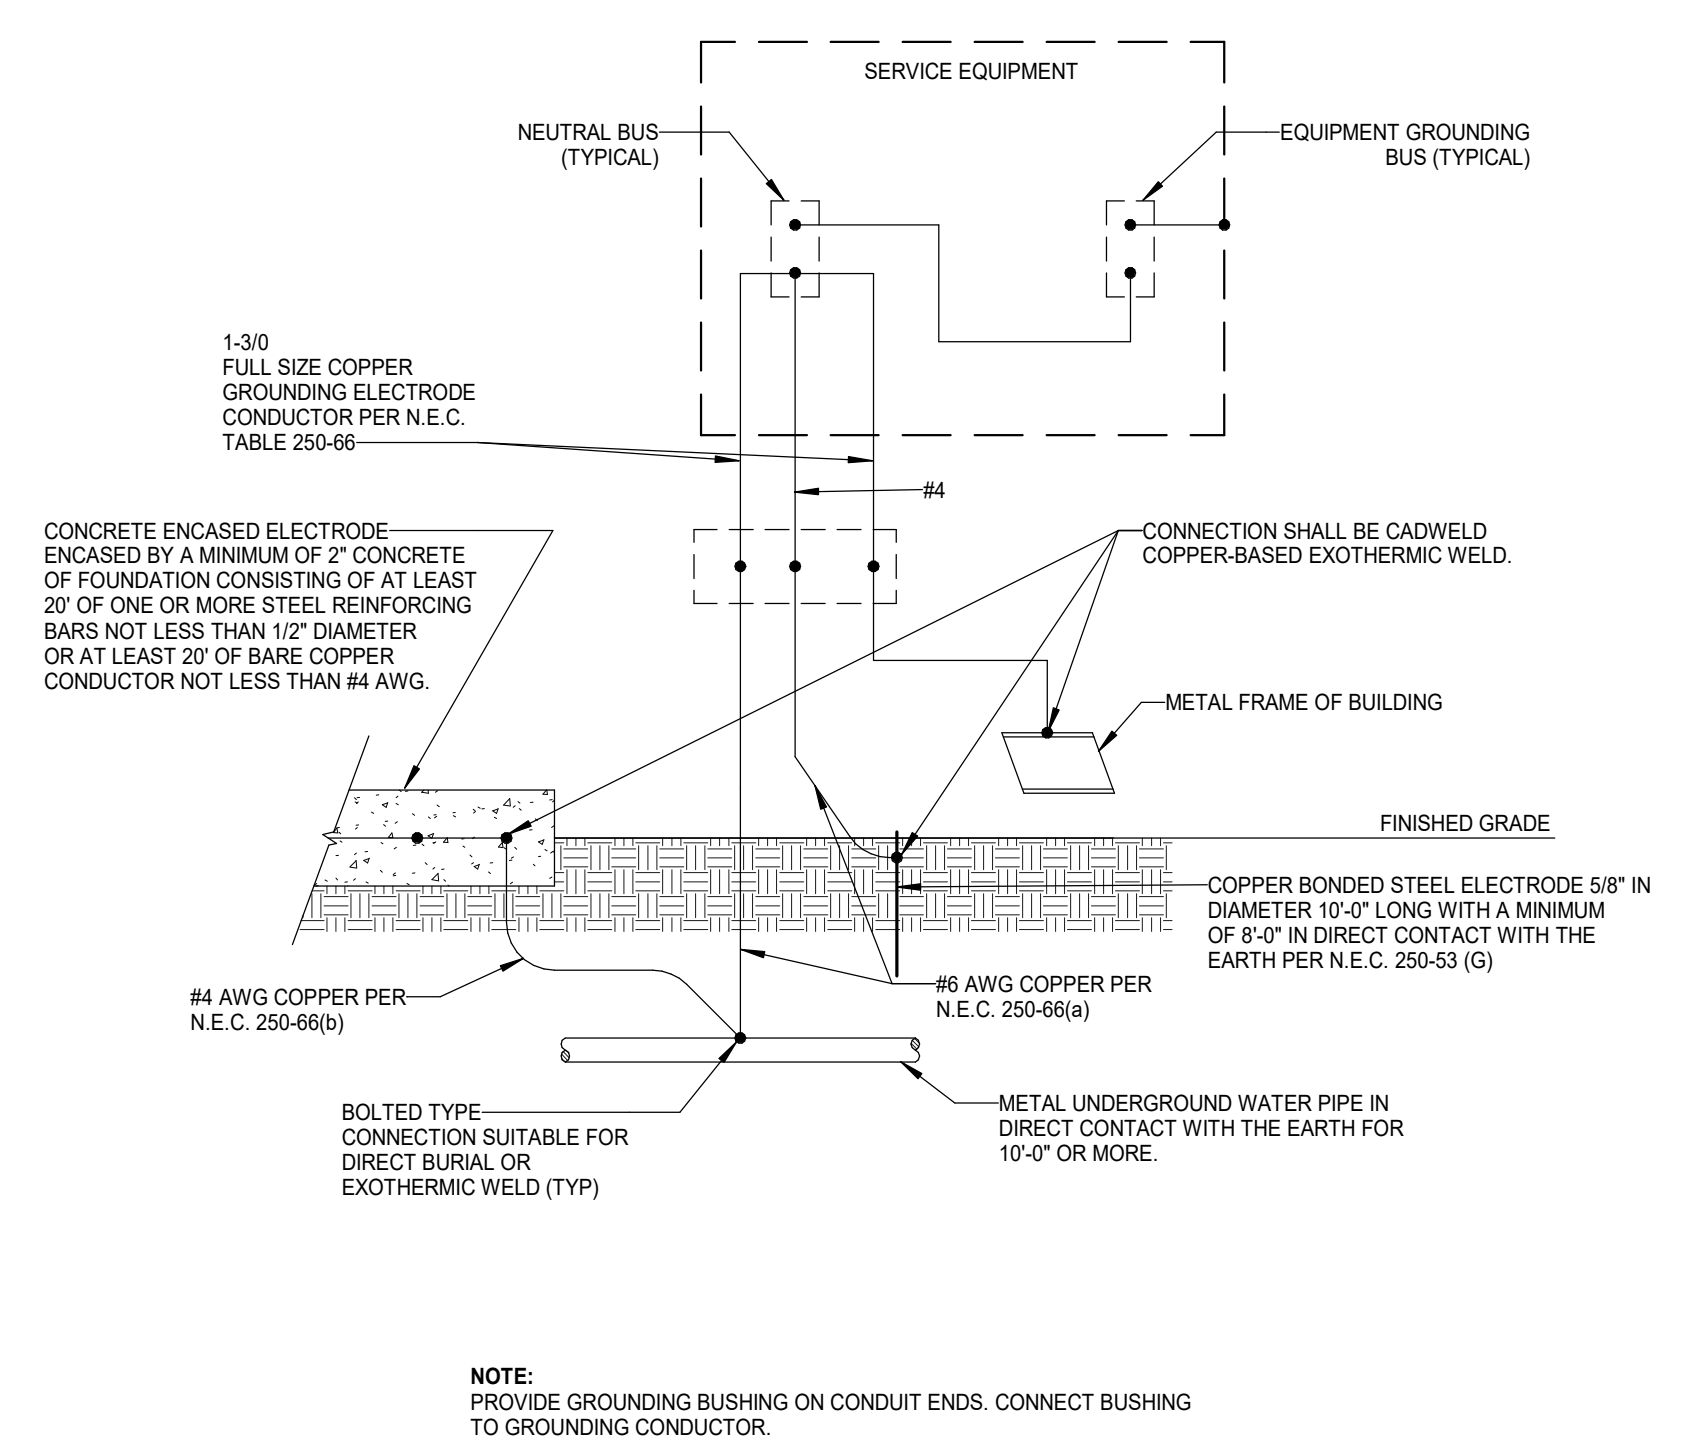 SERVICE EQUIPMENT
NEUTRAL BUS
(TYPICAL)
EQUIPMENT GROUNDING
BUS (TYPICAL)
1-3/0
FULL SIZE COPPER
GROUNDING ELECTRODE
CONDUCTOR PER N.E.C.
TABLE 250-66
#4
CONCRETE ENCASED ELECTRODE
ENCASED BY A MINIMUM OF 2" CONCRETE
OF FOUNDATION CONSISTING OF AT LEAST
20' OF ONE OR MORE STEEL REINFORCING
BARS NOT LESS THAN 1/2" DIAMETER
OR AT LEAST 20' OF BARE COPPER
CONDUCTOR NOT LESS THAN #4 AWG.
CONNECTION SHALL BE CADWELD
COPPER-BASED EXOTHERMIC WELD.
METAL FRAME OF BUILDING
FINISHED GRADE
COPPER BONDED STEEL ELECTRODE 5/8" IN
DIAMETER 10'-0" LONG WITH A MINIMUM
OF 8'-0" IN DIRECT CONTACT WITH THE
EARTH PER N.E.C. 250-53 (G)
#4 AWG COPPER PER
N.E.C. 250-66(b)
#6 AWG COPPER PER
N.E.C. 250-66(a)
BOLTED TYPE
CONNECTION SUITABLE FOR
DIRECT BURIAL OR
EXOTHERMIC WELD (TYP)
METAL UNDERGROUND WATER PIPE IN
DIRECT CONTACT WITH THE EARTH FOR
10'-0" OR MORE.
NOTE:
PROVIDE GROUNDING BUSHING ON CONDUIT ENDS. CONNECT BUSHING
TO GROUNDING CONDUCTOR.